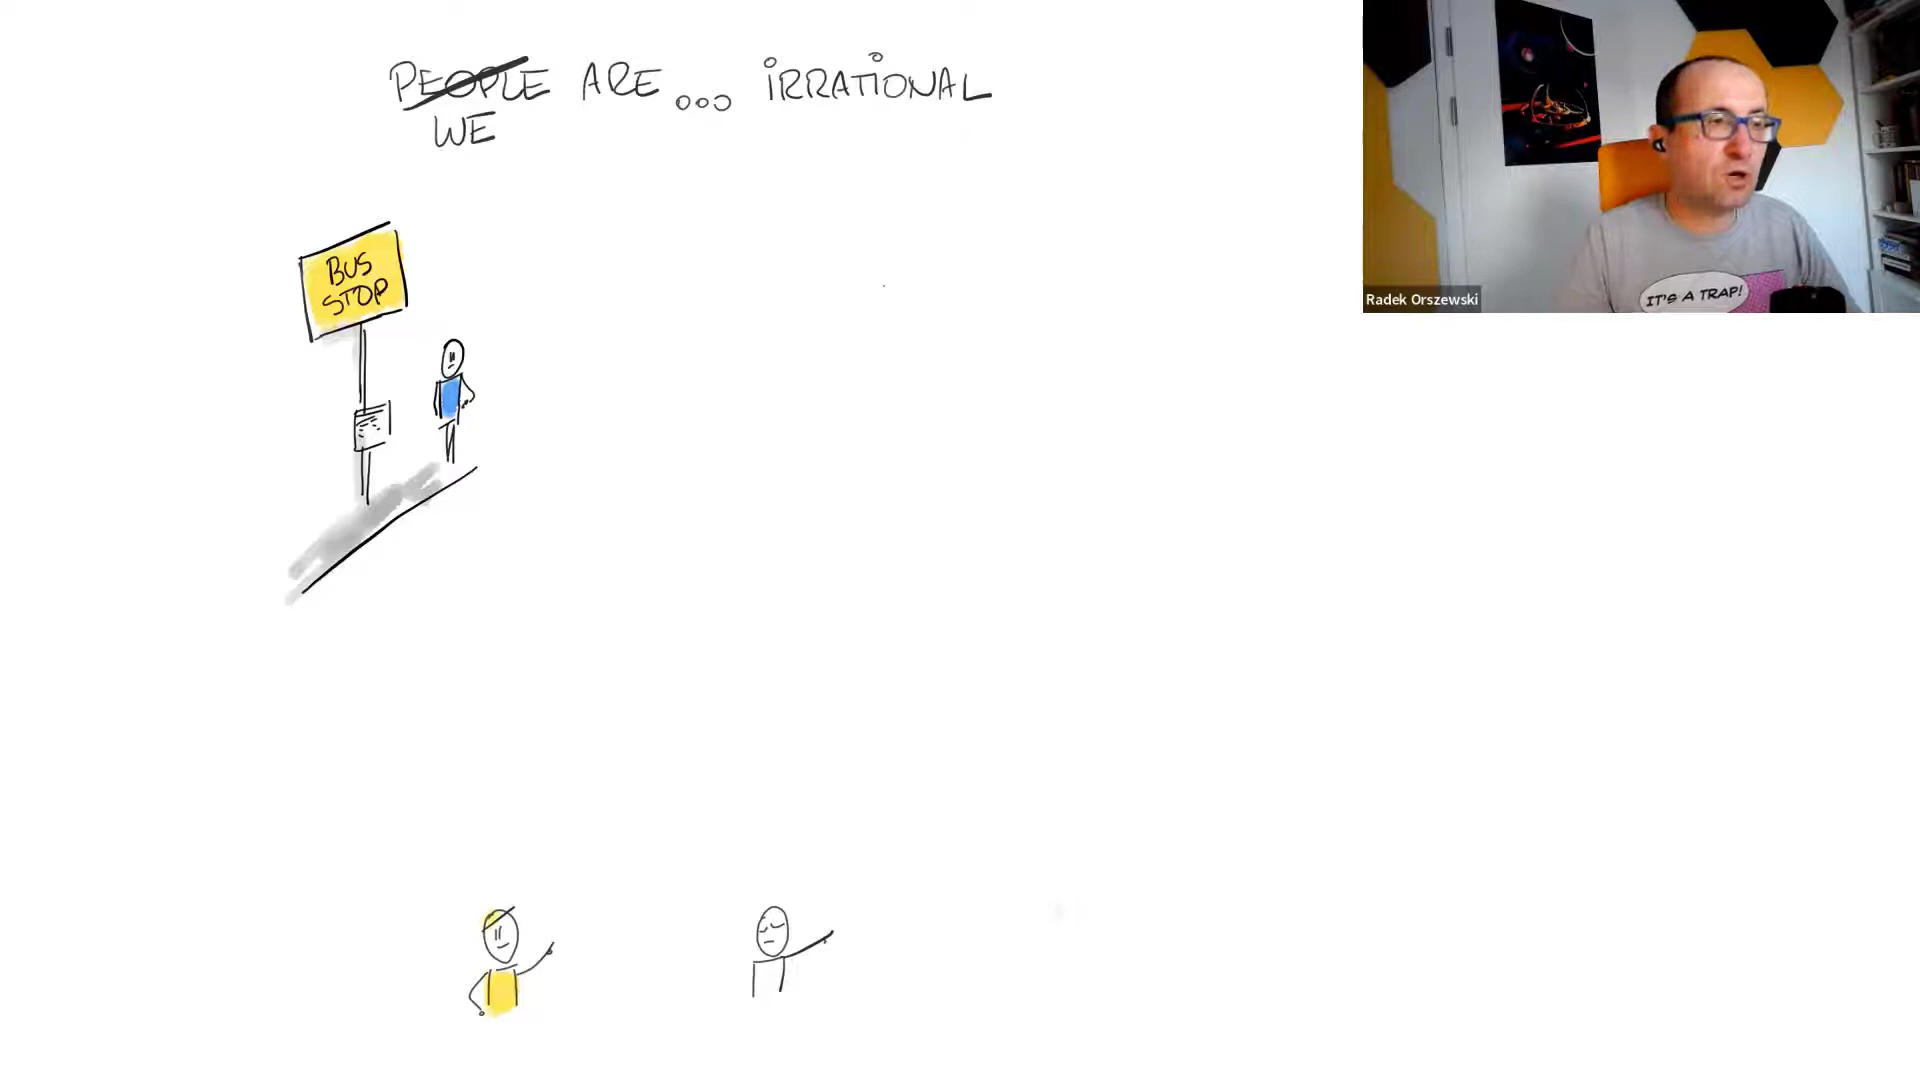 PEOPLE ARE... IRRATIONAL
WE
BUS
STOP
IT'S A TRAP!
Radek Orszewski